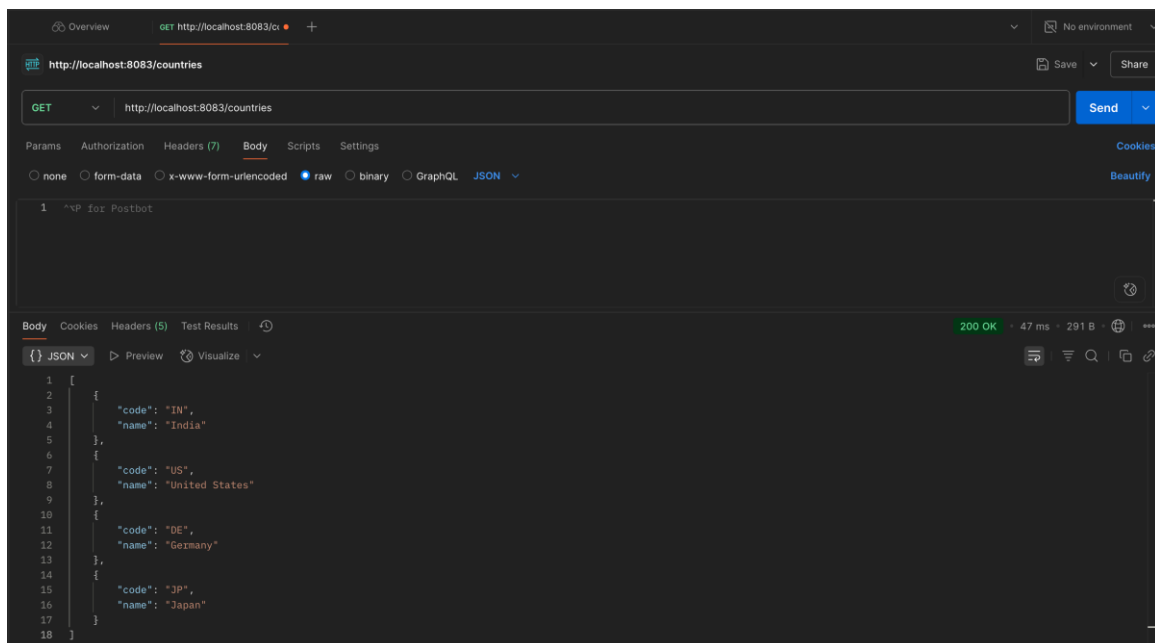 Overview GET http://localhost:8083/cc No environment
HTTP http://localhost:8083/countries Save Share
GET http://localhost:8083/countries Send
Params Authorization Headers (7) Body Scripts Settings Cookies
none form-data x-www-form-urlencoded raw binary GraphQL JSON Beautify
1 ^⌥P for Postbot
Body Cookies Headers (5) Test Results 200 OK • 47 ms • 291 B
{} JSON Preview Visualize
1 [
2 {
3 "code": "IN",
4 "name": "India"
5 },
6 {
7 "code": "US",
8 "name": "United States"
9 },
10 {
11 "code": "DE",
12 "name": "Germany"
13 },
14 {
15 "code": "JP",
16 "name": "Japan"
17 }
18 ]